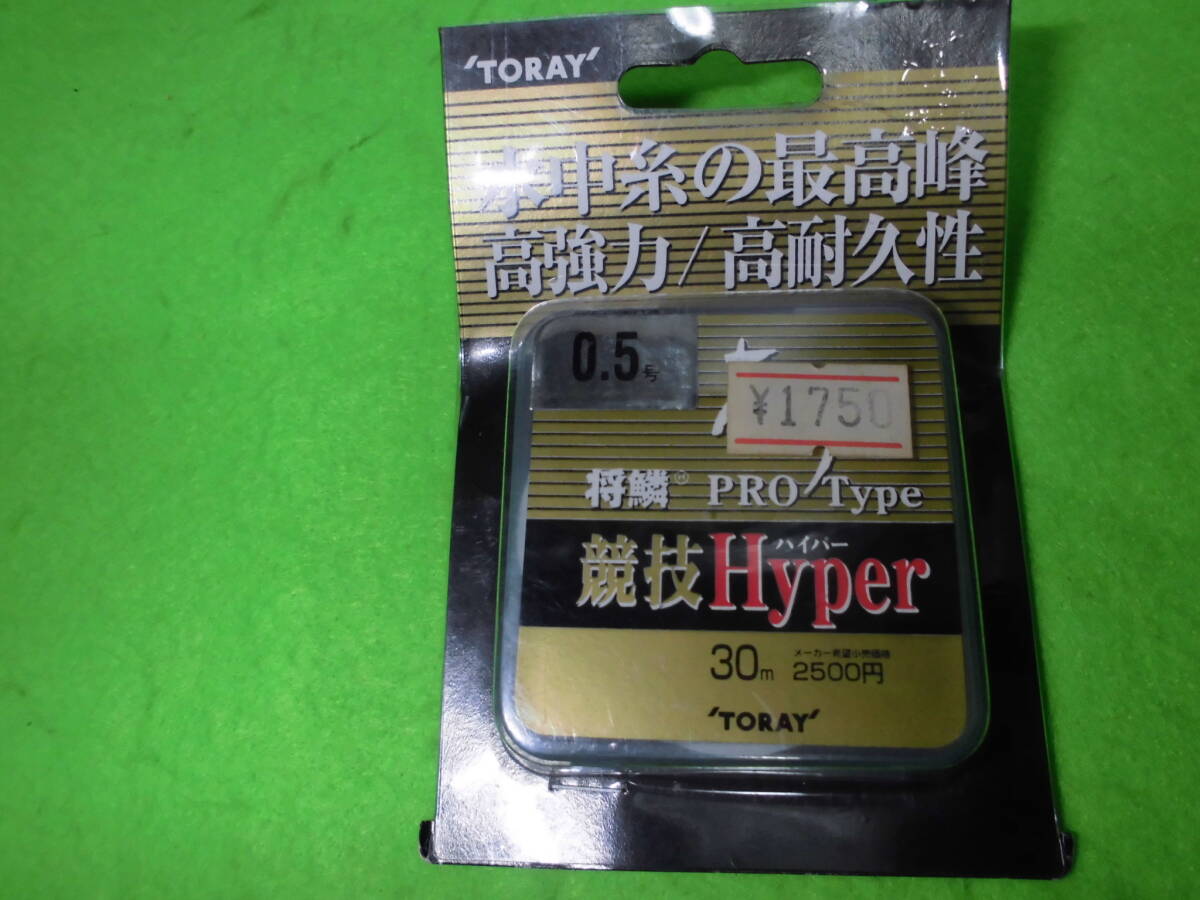 'TORAY'
水中糸の最高峰
高強力/高耐久性
0.5号
¥1750
将鱗® PRO Type
ハイパー
競技Hyper
30m メーカー希望小売価格 2500円
'TORAY'